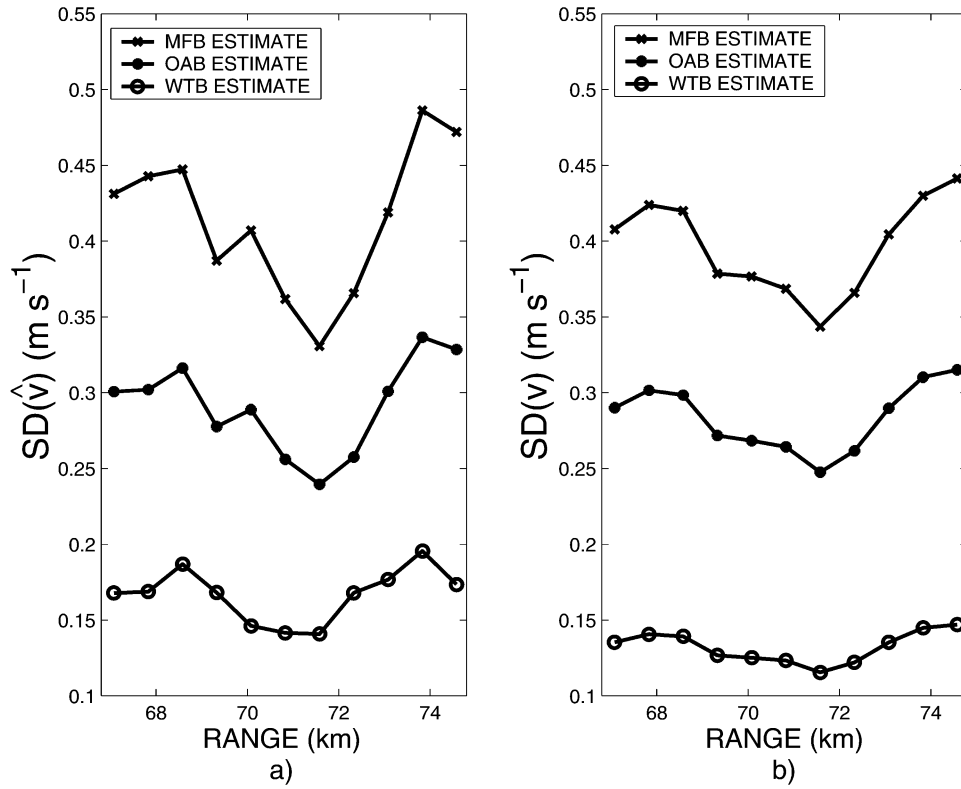 0.55
0.5
0.45
0.4
0.35
0.3
0.25
0.2
0.15
0.1
SD(v̂) (m s⁻¹)
MFB ESTIMATE
OAB ESTIMATE
WTB ESTIMATE
68 70 72 74
RANGE (km)
a)
0.55
0.5
0.45
0.4
0.35
0.3
0.25
0.2
0.15
0.1
SD(v) (m s⁻¹)
MFB ESTIMATE
OAB ESTIMATE
WTB ESTIMATE
68 70 72 74
RANGE (km)
b)